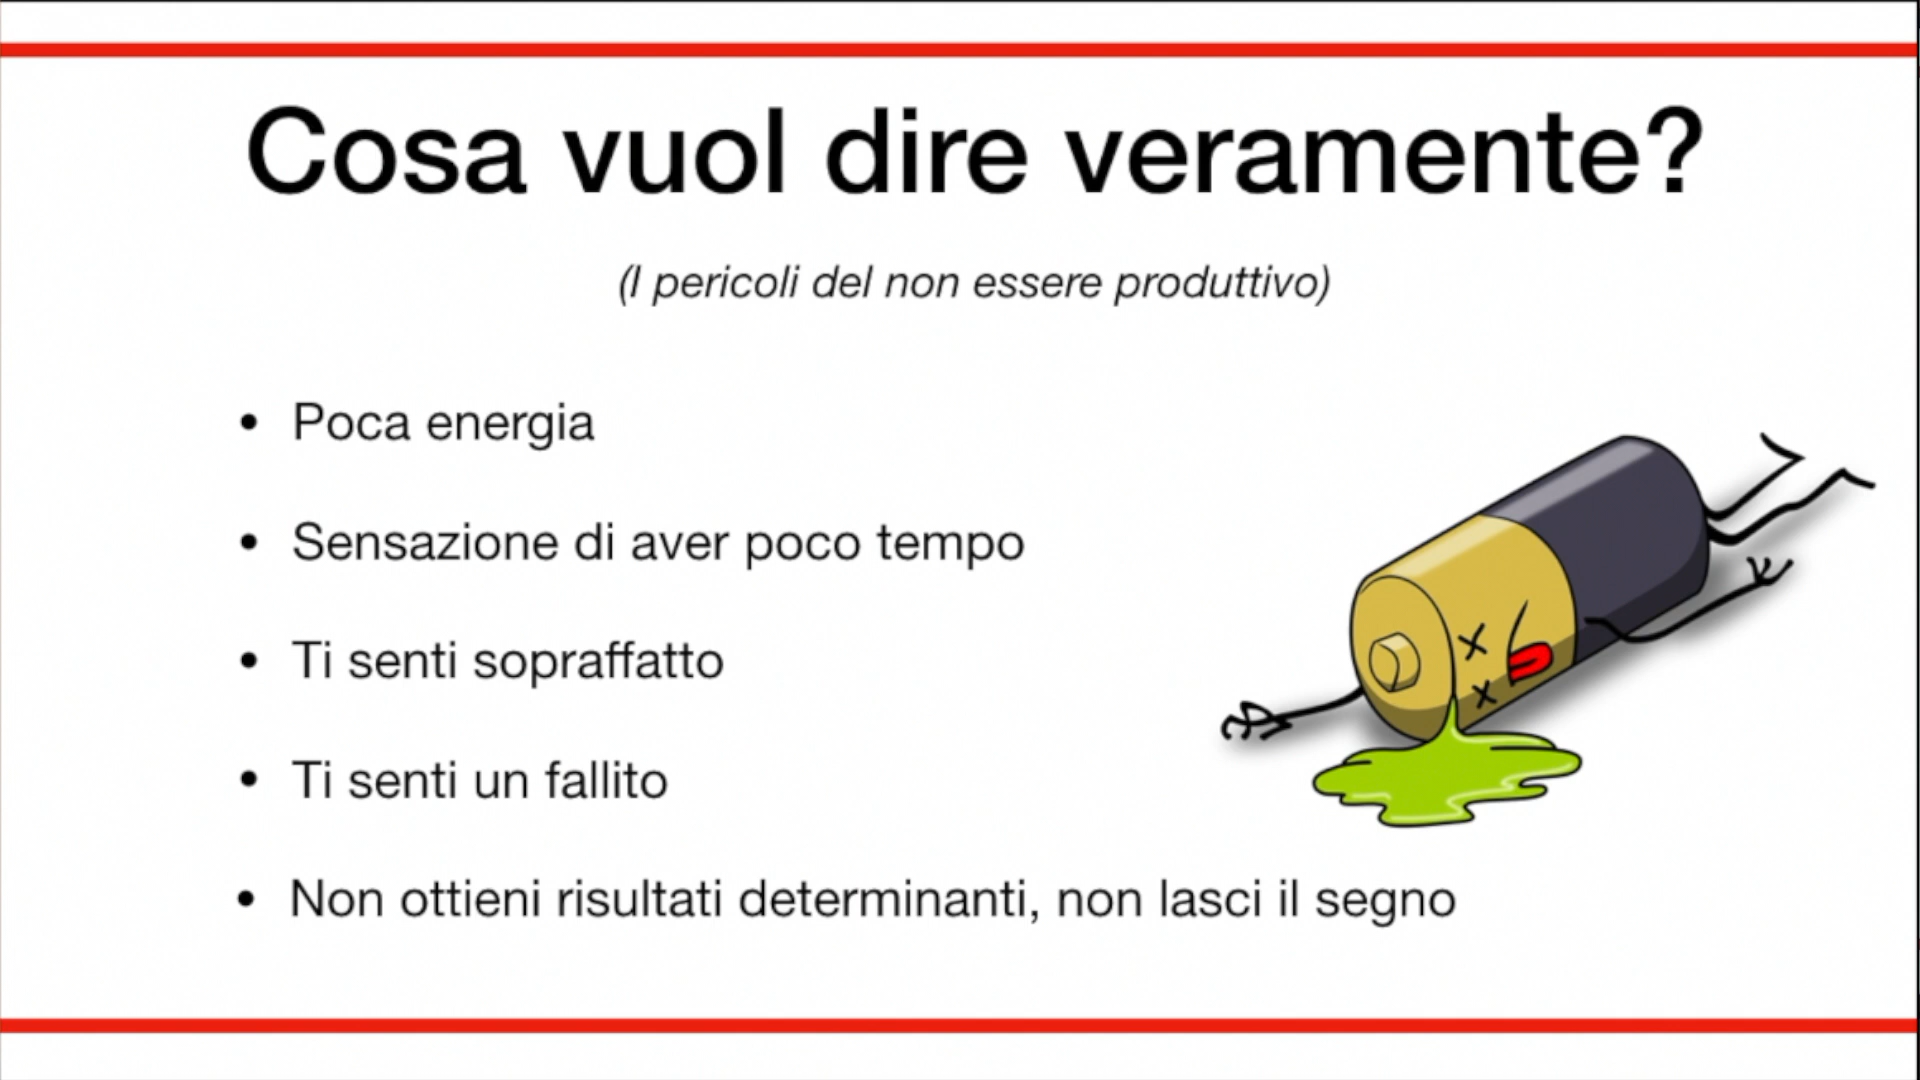 Cosa vuol dire veramente?
(I pericoli del non essere produttivo)
• Poca energia
• Sensazione di aver poco tempo
• Ti senti sopraffatto
• Ti senti un fallito
• Non ottieni risultati determinanti, non lasci il segno